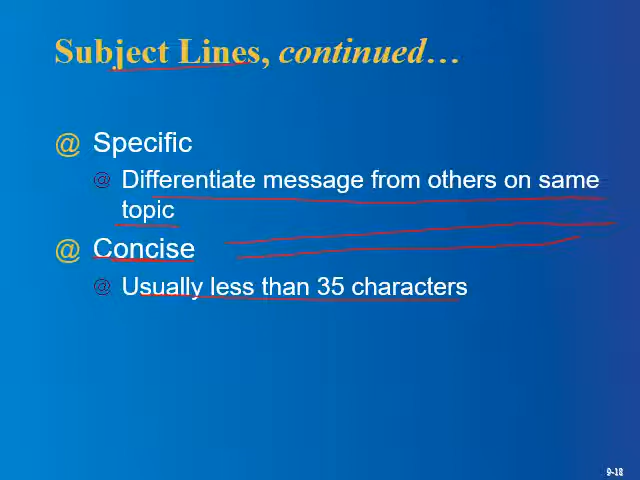 Subject Lines, continued…
@ Specific
@ Differentiate message from others on same
topic
@ Concise
@ Usually less than 35 characters
9-18